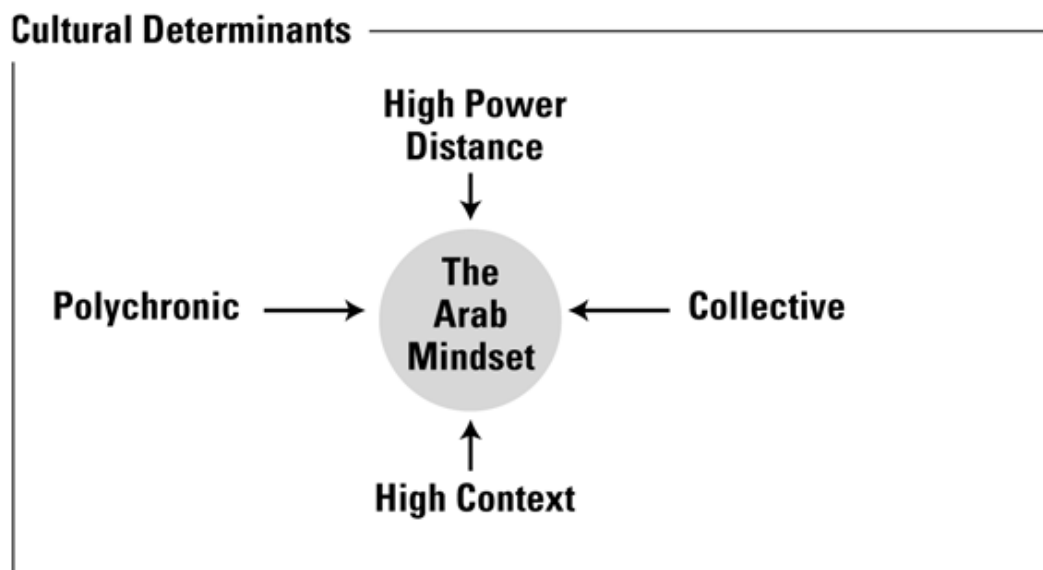 Cultural Determinants
High Power
Distance
Polychronic
The
Arab
Mindset
Collective
High Context